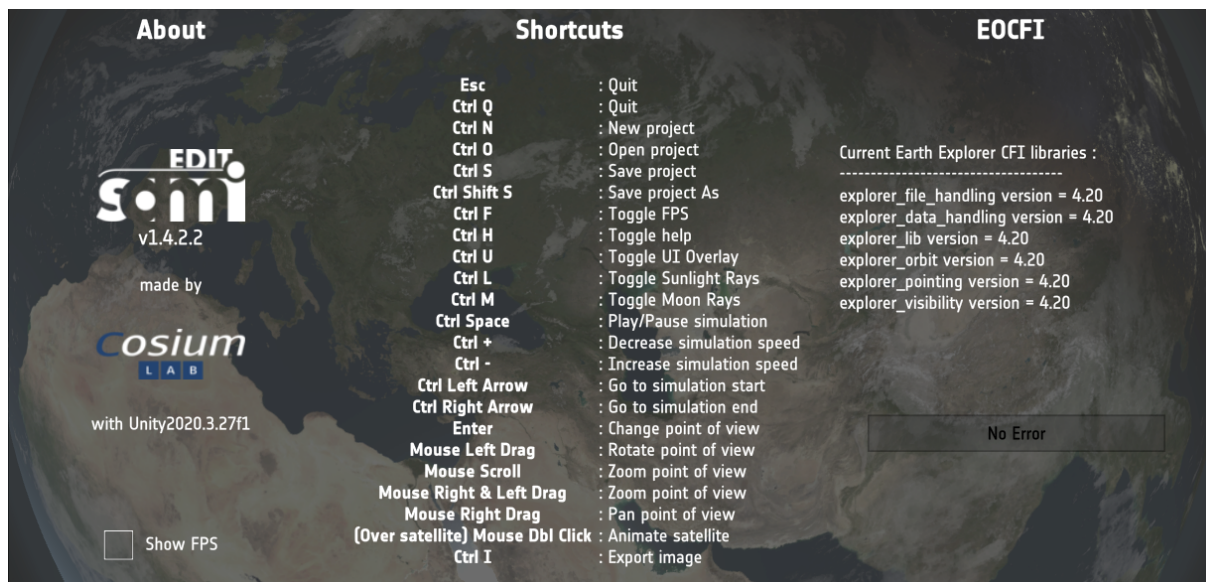 About
EDIT
sami
v1.4.2.2
made by
Cosium
LAB
with Unity2020.3.27f1
Show FPS
Shortcuts
Esc : Quit
Ctrl Q : Quit
Ctrl N : New project
Ctrl O : Open project
Ctrl S : Save project
Ctrl Shift S : Save project As
Ctrl F : Toggle FPS
Ctrl H : Toggle help
Ctrl U : Toggle UI Overlay
Ctrl L : Toggle Sunlight Rays
Ctrl M : Toggle Moon Rays
Ctrl Space : Play/Pause simulation
Ctrl + : Decrease simulation speed
Ctrl - : Increase simulation speed
Ctrl Left Arrow : Go to simulation start
Ctrl Right Arrow : Go to simulation end
Enter : Change point of view
Mouse Left Drag : Rotate point of view
Mouse Scroll : Zoom point of view
Mouse Right & Left Drag : Zoom point of view
Mouse Right Drag : Pan point of view
(Over satellite) Mouse Dbl Click : Animate satellite
Ctrl I : Export image
EOCFI
Current Earth Explorer CFI libraries :
------------------------------------
explorer_file_handling version = 4.20
explorer_data_handling version = 4.20
explorer_lib version = 4.20
explorer_orbit version = 4.20
explorer_pointing version = 4.20
explorer_visibility version = 4.20
No Error